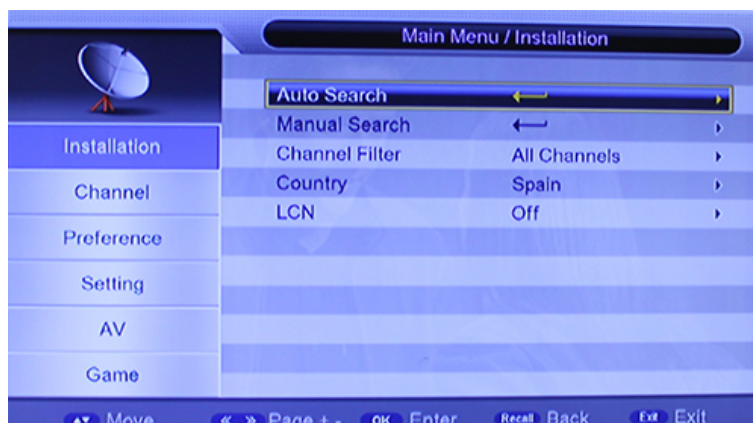 Main Menu / Installation
Auto Search
Manual Search
Channel Filter All Channels
Country Spain
LCN Off
Installation
Channel
Preference
Setting
AV
Game
Move Page + - OK Enter Recall Back Exit Exit